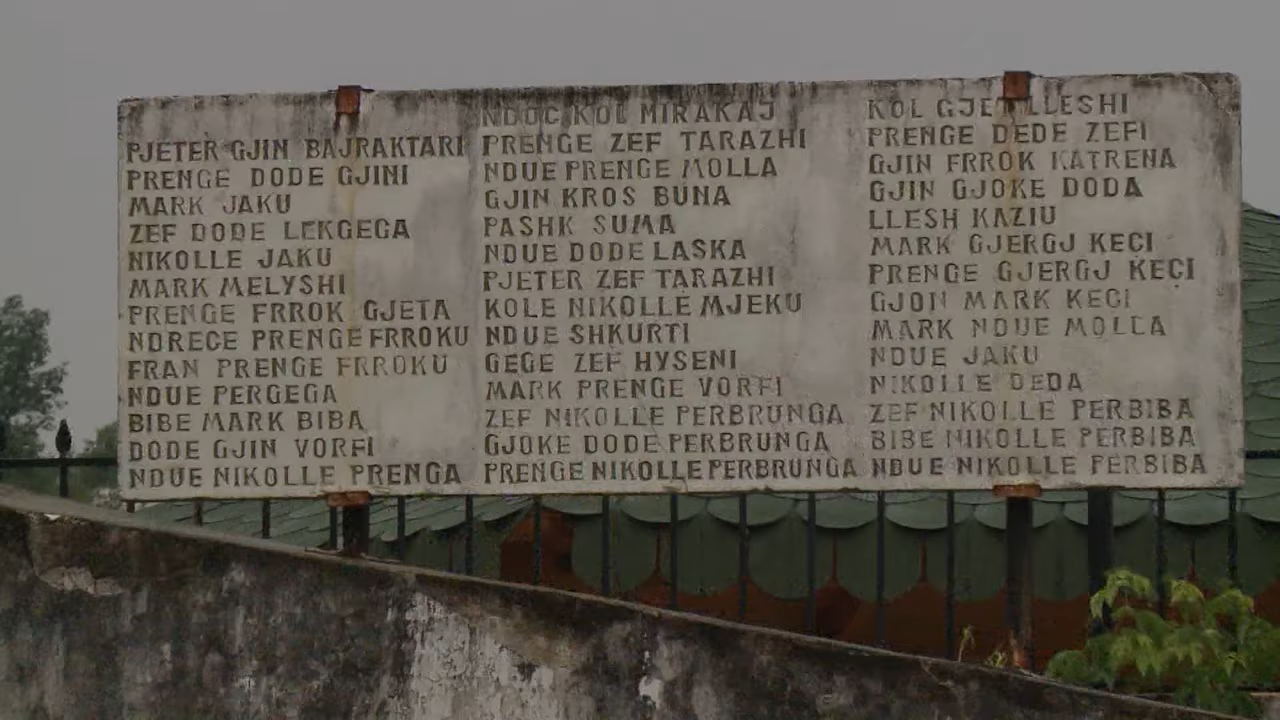 PJETER GJIN BAJRAKTARI
PRENGE DODE GJINI
MARK JAKU
ZEF DODE LEKGEGA
NIKOLLE JAKU
MARK MELYSHI
PRENGE FRROK GJETA
NDRECE PRENGE FRROKU
FRAN PRENGE FRROKU
NDUE PERGEGA
BIBE MARK BIBA
DODE GJIN VORFI
NDUE NIKOLLE PRENGA
NDOC KOL MIRAKAJ
PRENGE ZEF TARAZHI
NDUE PRENGE MOLLA
GJIN KROS BUNA
PASHK SUMA
NDUE DODE LASKA
PJETER ZEF TARAZHI
KOLE NIKOLLE MJEKU
NDUE SHKURTI
GEGE ZEF HYSENI
MARK PRENGE VORFI
ZEF NIKOLLE PERBRUNGA
GJOKE DODE PERBRUNGA
PRENGE NIKOLLE PERBRUNGA
KOL GJET LLESHI
PRENGE DEDE ZEFI
GJIN FRROK KATRENA
GJIN GJOKE DODA
LLESH KAZIU
MARK GJERGJ KECI
PRENGE GJERGJ KEÇI
GJON MARK KECI
MARK NDUE MOLLA
NDUE JAKU
NIKOLLE DEDA
ZEF NIKOLLE PERBIBA
BIBE NIKOLLE PERBIBA
NDUE NIKOLLE PERBIBA